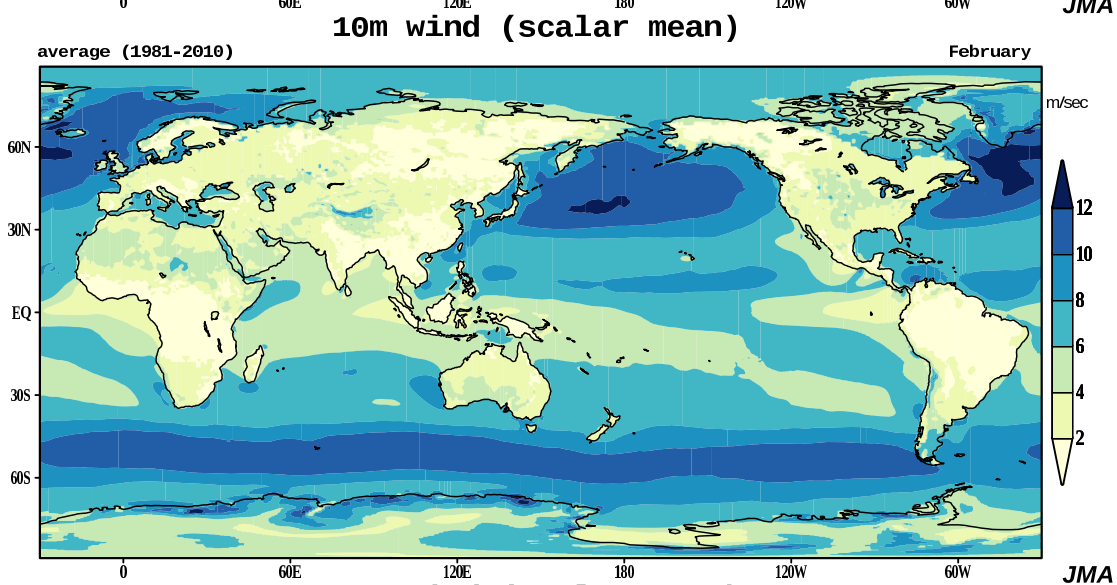 0 60E 120E 180 120W 60W JMA
10m wind (scalar mean)
average (1981-2010) February
m/sec
60N
30N
EQ
30S
60S
12
10
8
6
4
2
0 60E 120E 180 120W 60W
JMA